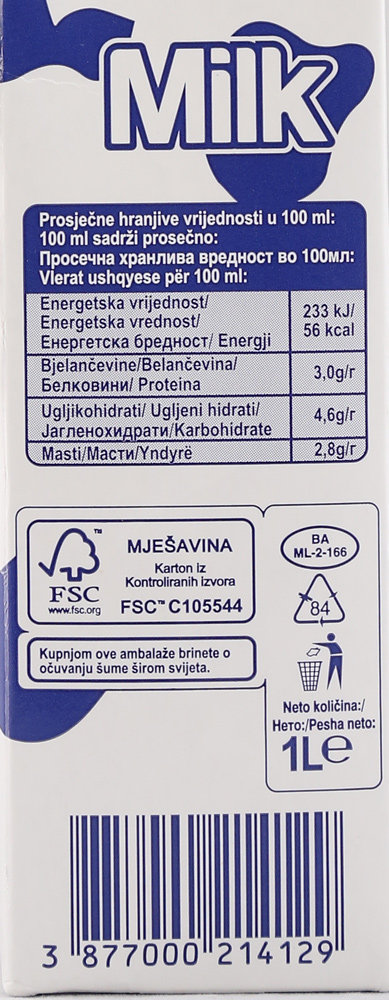 Milk
Prosječne hranjive vrijednosti u 100 ml:
100 ml sadrži prosečno:
Просечна хранлива вредност во 100мл:
Vlerat ushqyese për 100 ml:
Energetska vrijednost/
Energetska vrednost/
Енергетска бредност/ Energji
233 kJ/
56 kcal
Bjelančevine/Belančevina/
Белковини/ Proteina
3,0g/г
Ugljikohidrati/ Ugljeni hidrati/
Јагленохидрати/Karbohidrate
4,6g/г
Masti/Масти/Yndyrë
2,8g/г
FSC
www.fsc.org
MJEŠAVINA
Karton iz
Kontroliranih izvora
FSC™ C105544
Kupnjom ove ambalaže brinete o
očuvanju šume širom svijeta.
BA
ML-2-166
84
Neto količina:/
Нето:/Pesha neto:
1L℮
3 877000 214129